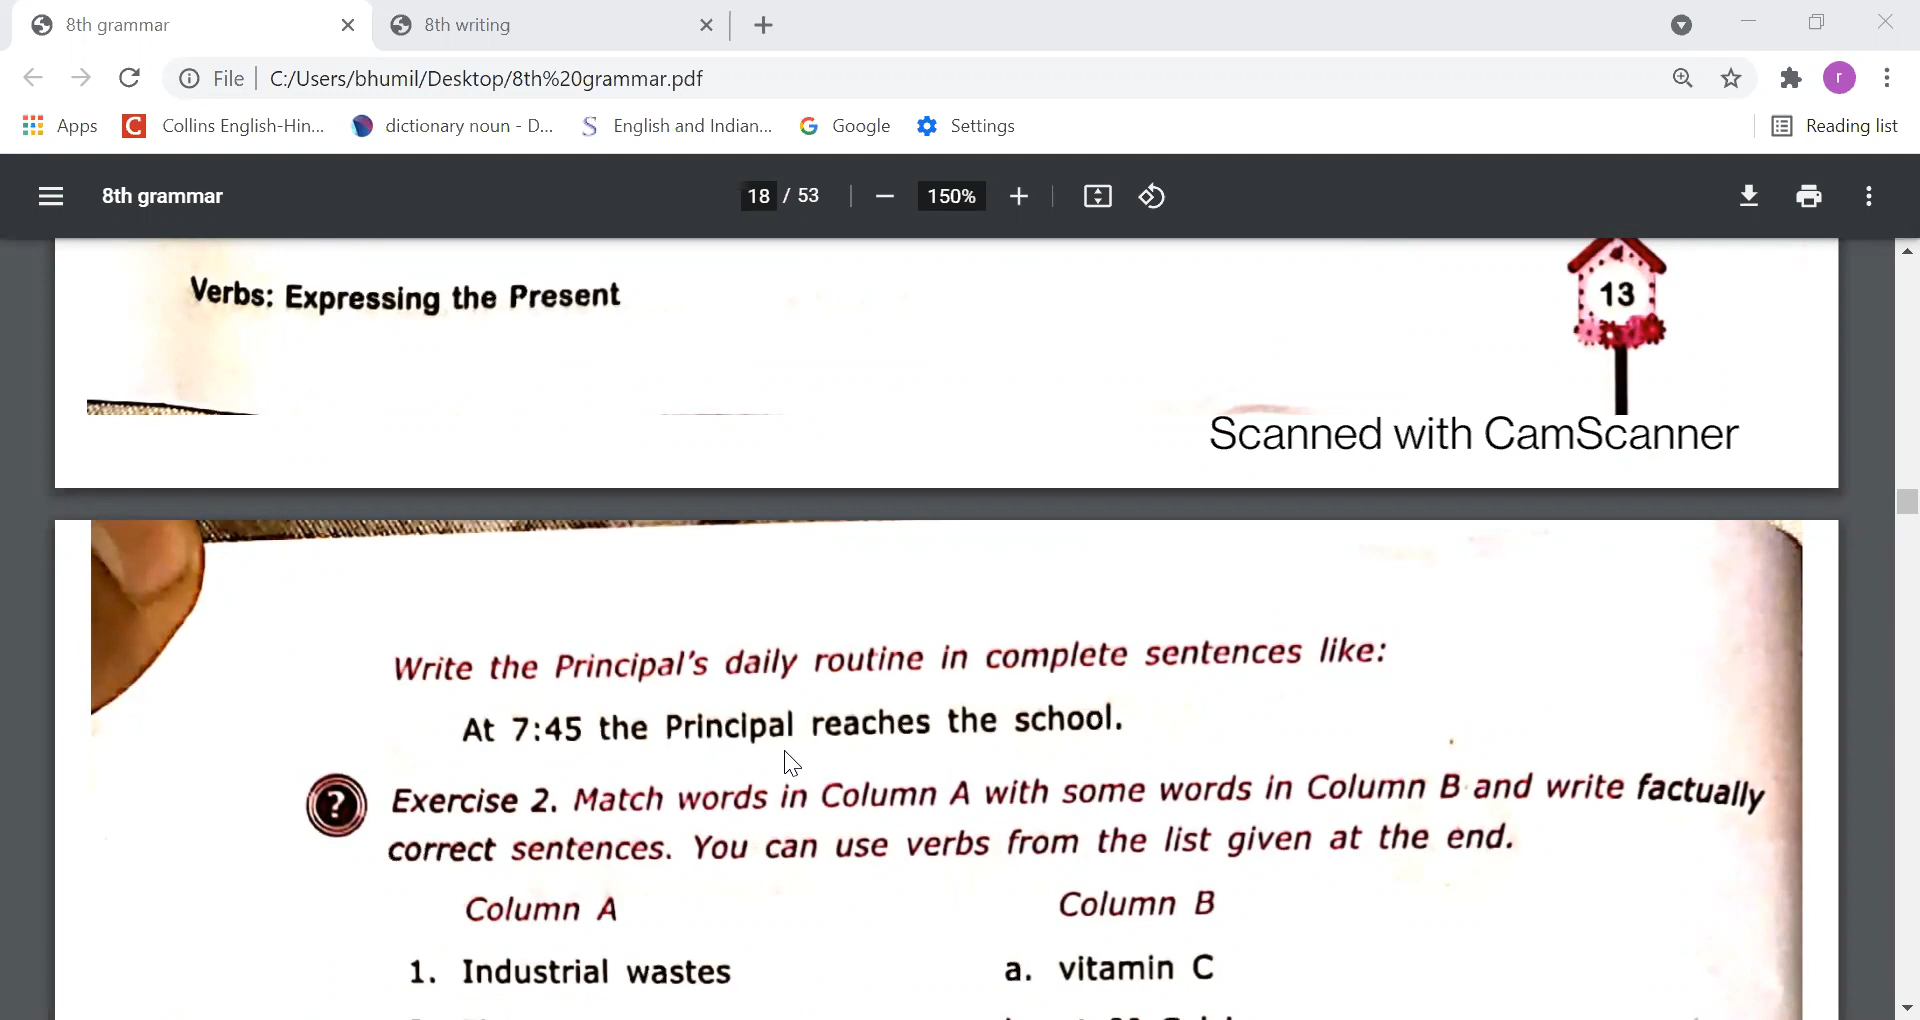 8th grammar
8th writing
File
C:/Users/bhumil/Desktop/8th%20grammar.pdf
r
Apps
Collins English-Hin...
dictionary noun - D...
English and Indian...
Google
Settings
Reading list
8th grammar
18 / 53
150%
Verbs: Expressing the Present
13
Scanned with CamScanner
Write the Principal's daily routine in complete sentences like:
At 7:45 the Principal reaches the school.
? Exercise 2. Match words in Column A with some words in Column B and write factually
correct sentences. You can use verbs from the list given at the end.
Column A
Column B
1. Industrial wastes
a. vitamin C